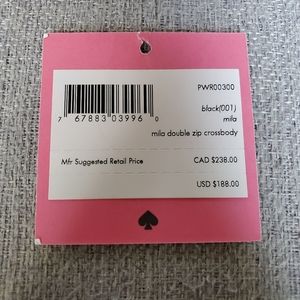 PWR00300
black(001)
mila
mila double zip crossbody
7 67883 03996 0
Mfr Suggested Retail Price CAD $238.00
USD $188.00